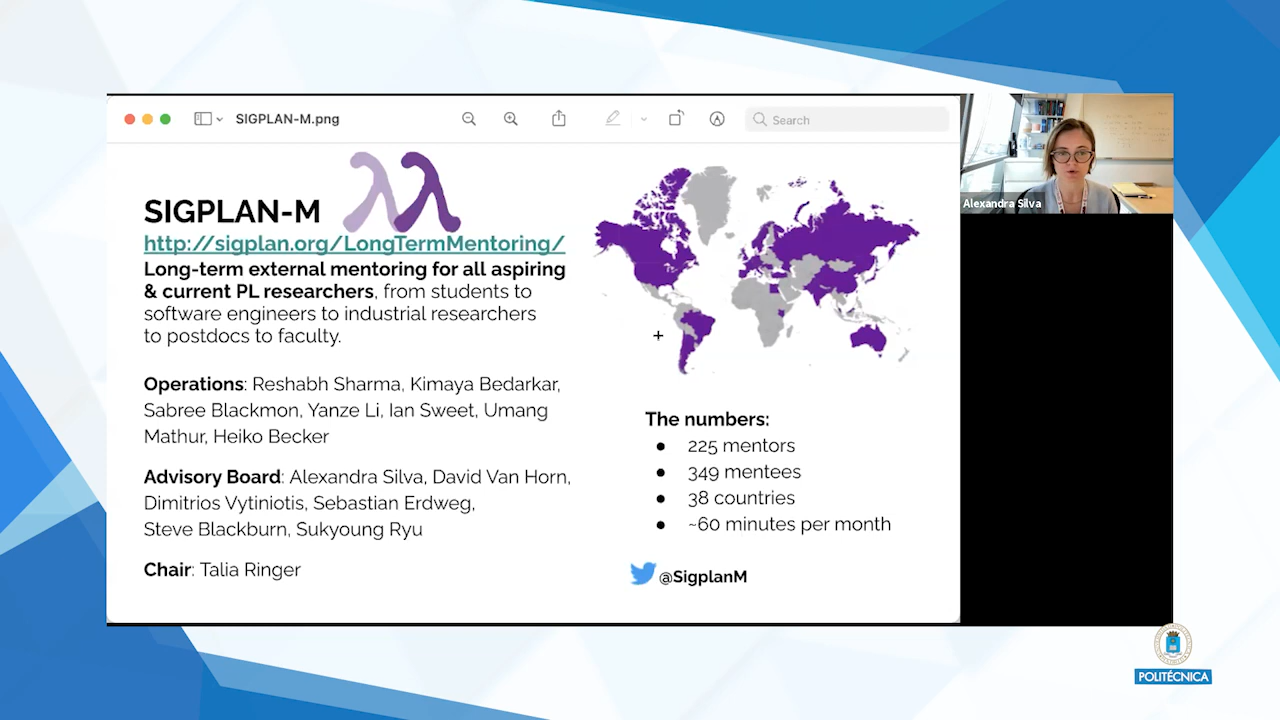 SIGPLAN-M.png
Search
SIGPLAN-M
λλ
http://sigplan.org/LongTermMentoring/
Long-term external mentoring for all aspiring
& current PL researchers, from students to
software engineers to industrial researchers
to postdocs to faculty.
Operations: Reshabh Sharma, Kimaya Bedarkar,
Sabree Blackmon, Yanze Li, Ian Sweet, Umang
Mathur, Heiko Becker
Advisory Board: Alexandra Silva, David Van Horn,
Dimitrios Vytiniotis, Sebastian Erdweg,
Steve Blackburn, Sukyoung Ryu
Chair: Talia Ringer
The numbers:
● 225 mentors
● 349 mentees
● 38 countries
● ~60 minutes per month
@SigplanM
Alexandra Silva
POLITÉCNICA